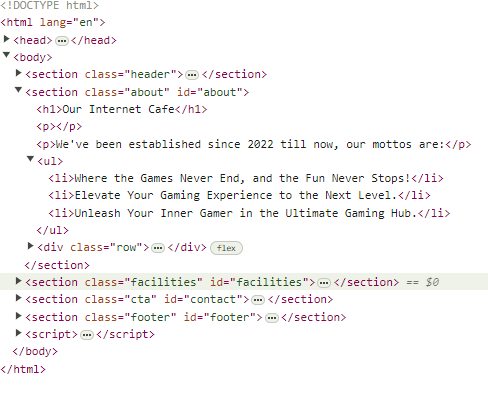 <!DOCTYPE html>
<html lang="en">
<head> ... </head>
<body>
<section class="header"> ... </section>
<section class="about" id="about">
<h1>Our Internet Cafe</h1>
<p></p>
<p>We've been established since 2022 till now, our mottos are:</p>
<ul>
<li>Where the Games Never End, and the Fun Never Stops!</li>
<li>Elevate Your Gaming Experience to the Next Level.</li>
<li>Unleash Your Inner Gamer in the Ultimate Gaming Hub.</li>
</ul>
<div class="row"> ... </div> flex
</section>
<section class="facilities" id="facilities"> ... </section> == $0
<section class="cta" id="contact"> ... </section>
<section class="footer" id="footer"> ... </section>
<script> ... </script>
</body>
</html>